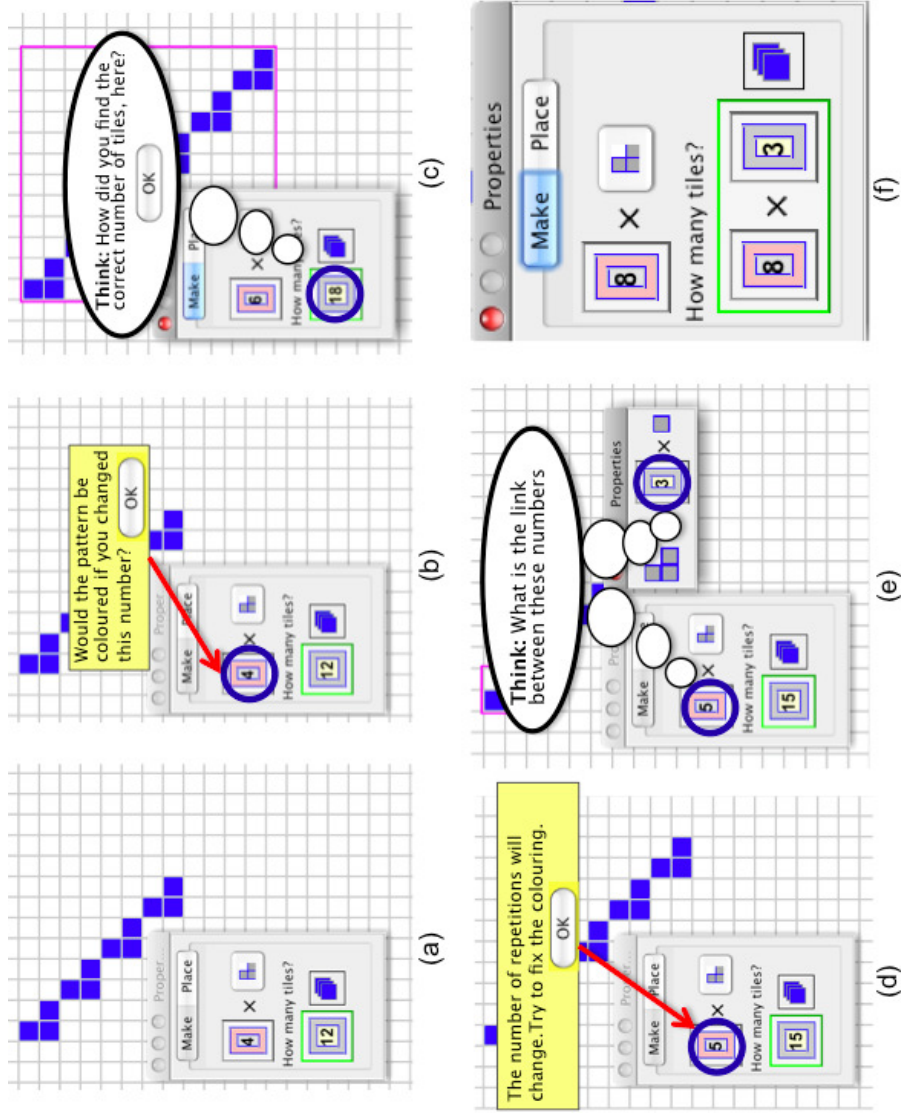 Proper...
Make Place
4 ×
How many tiles?
12
(a)
Would the pattern be
coloured if you changed
this number?
OK
Proper
Make Place
4 ×
How many tiles?
12
(b)
Think: How did you find the
correct number of tiles, here?
OK
Make Pla
6 ×
How many tiles?
18
(c)
The number of repetitions will
change.Try to fix the colouring.
OK
Proper...
Make Place
5 ×
How many tiles?
15
(d)
Think: What is the link
between these numbers
Properties
3 ×
Make
5 ×
How many tiles?
15
(e)
Properties
Make Place
8 ×
How many tiles?
8 × 3
(f)